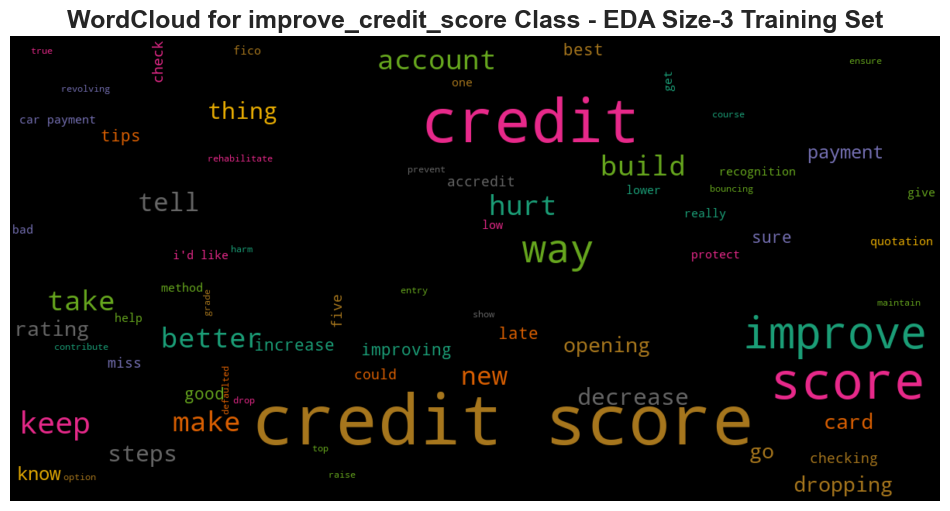 WordCloud for improve_credit_score Class - EDA Size-3 Training Set
true
check
fico
account
best
ensure
revolving
one
get
thing
credit
course
car payment
tips
rehabilitate
build
payment
prevent
accredit
recognition
lower
bouncing
give
tell
hurt
really
bad
low
sure
quotation
i'd like
harm
way
protect
method
entry
take
grade
five
maintain
help
show
rating
contribute
better
increase
improving
late
opening
improve
miss
could
new
score
good
defaulted
drop
decrease
keep
make
credit score
card
steps
top
go
checking
know
option
raise
dropping